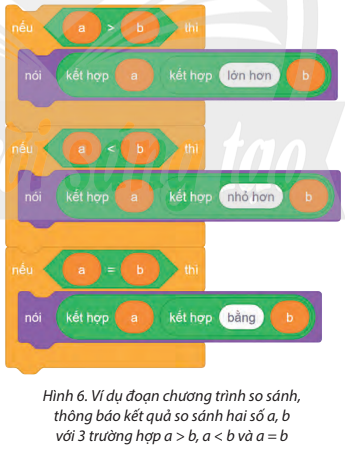 nếu a > b thì
nói kết hợp a kết hợp lớn hơn b
nếu a < b thì
nói kết hợp a kết hợp nhỏ hơn b
nếu a = b thì
nói kết hợp a kết hợp bằng b
Hình 6. Ví dụ đoạn chương trình so sánh,
thông báo kết quả so sánh hai số a, b
với 3 trường hợp a > b, a < b và a = b